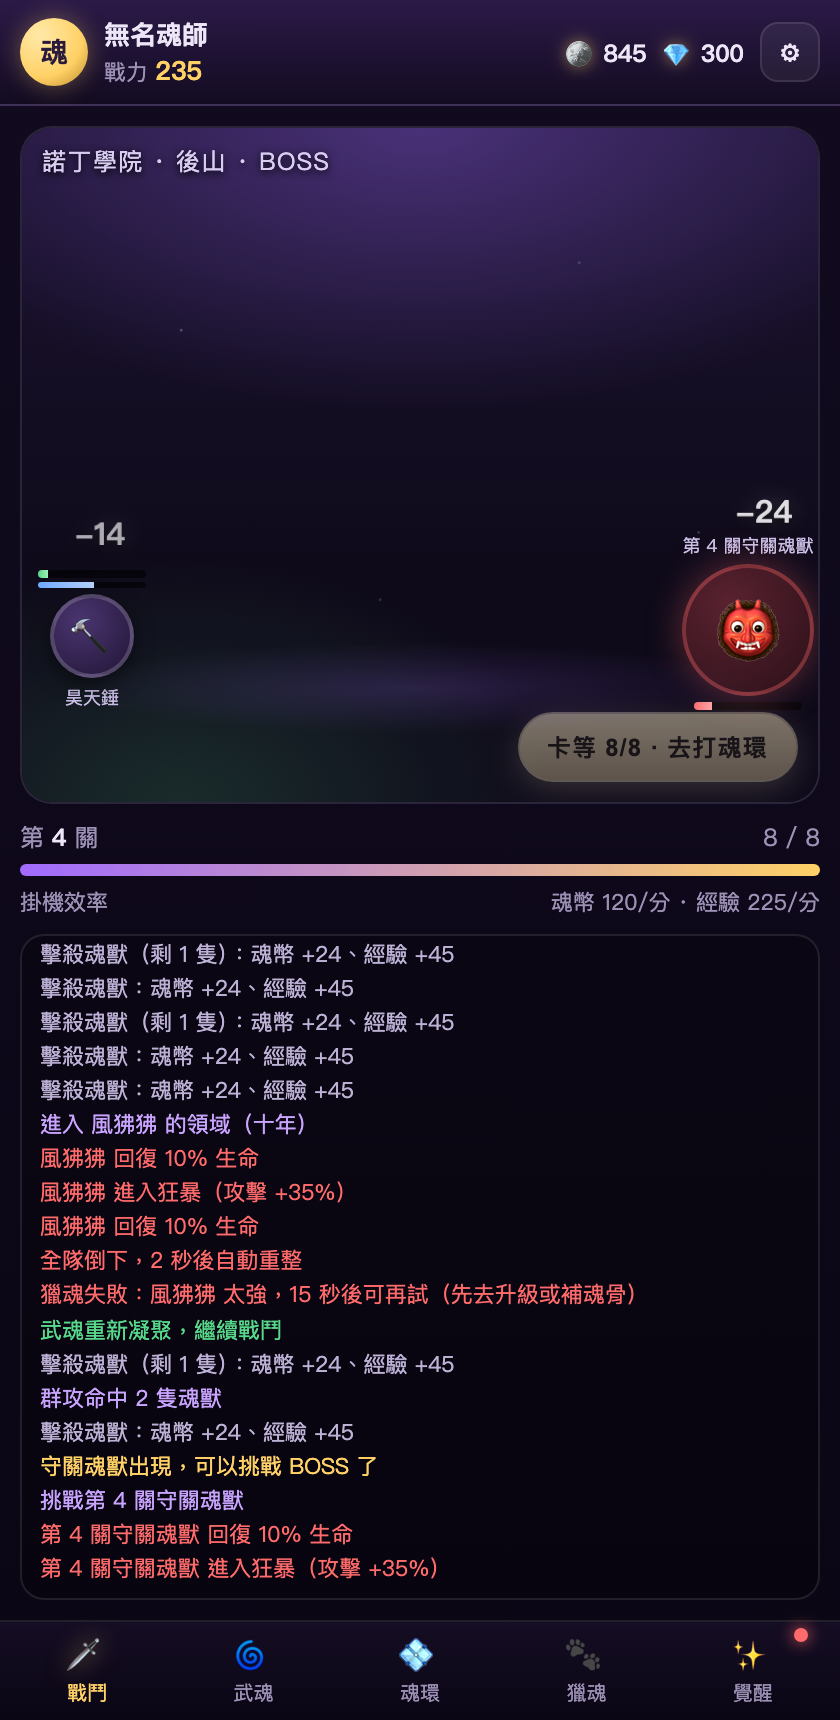 魂
無名魂師
戰力 235
845
300
諾丁學院 · 後山 · BOSS
−14
−24
第 4 關守關魂獸
昊天錘
卡等 8/8 · 去打魂環
第 4 關
8 / 8
掛機效率
魂幣 120/分 · 經驗 225/分
擊殺魂獸（剩 1 隻）：魂幣 +24、經驗 +45
擊殺魂獸：魂幣 +24、經驗 +45
擊殺魂獸（剩 1 隻）：魂幣 +24、經驗 +45
擊殺魂獸：魂幣 +24、經驗 +45
擊殺魂獸：魂幣 +24、經驗 +45
進入 風狒狒 的領域（十年）
風狒狒 回復 10% 生命
風狒狒 進入狂暴（攻擊 +35%）
風狒狒 回復 10% 生命
全隊倒下，2 秒後自動重整
獵魂失敗：風狒狒 太強，15 秒後可再試（先去升級或補魂骨）
武魂重新凝聚，繼續戰鬥
擊殺魂獸（剩 1 隻）：魂幣 +24、經驗 +45
群攻命中 2 隻魂獸
擊殺魂獸：魂幣 +24、經驗 +45
守關魂獸出現，可以挑戰 BOSS 了
挑戰第 4 關守關魂獸
第 4 關守關魂獸 回復 10% 生命
第 4 關守關魂獸 進入狂暴（攻擊 +35%）
戰鬥
武魂
魂環
獵魂
覺醒